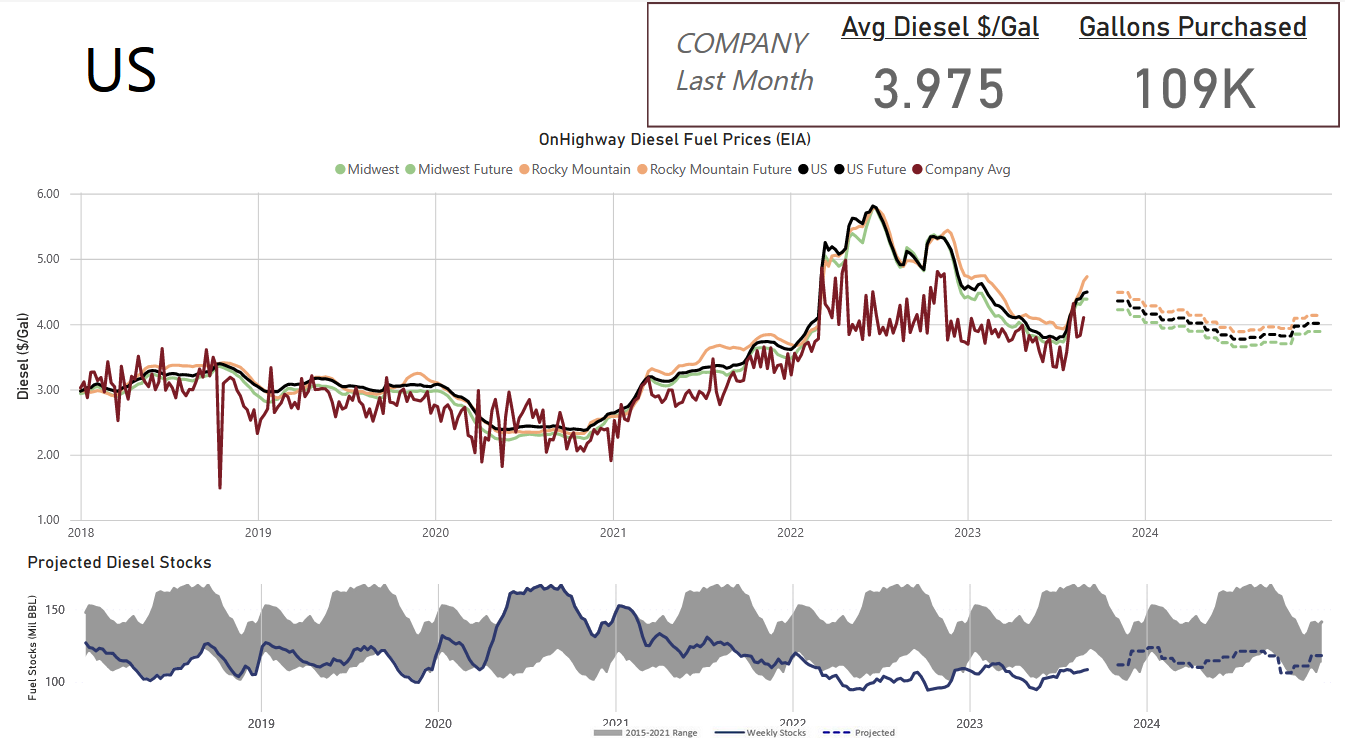 US
COMPANY
Last Month
Avg Diesel $/Gal
3.975
Gallons Purchased
109K
OnHighway Diesel Fuel Prices (EIA)
Midwest Midwest Future Rocky Mountain Rocky Mountain Future US US Future Company Avg
Diesel ($/Gal)
6.00
5.00
4.00
3.00
2.00
1.00
2018 2019 2020 2021 2022 2023 2024
Projected Diesel Stocks
Fuel Stocks (Mil BBL)
150
100
2019 2020 2021 2022 2023 2024
2015-2021 Range Weekly Stocks Projected